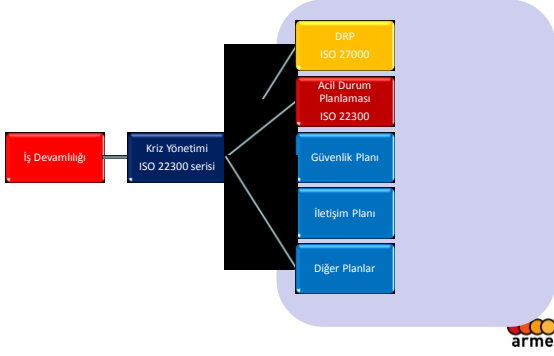 DRP
ISO 27000
Acil Durum
Planlaması
ISO 22300
İş Devamlılığı
Kriz Yönetimi
ISO 22300 serisi
Güvenlik Planı
İletişim Planı
Diğer Planlar
arme